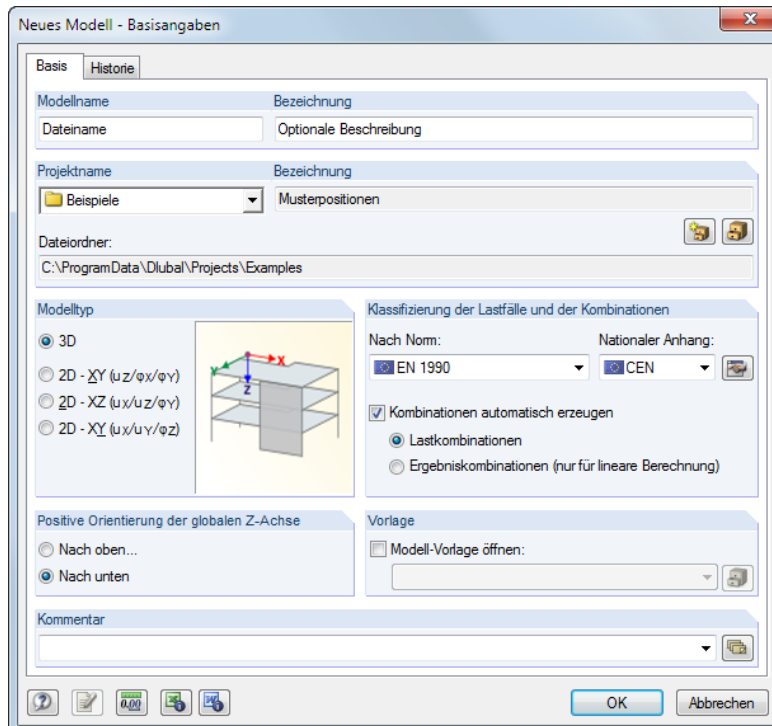 Neues Modell - Basisangaben
Basis Historie
Modellname Bezeichnung
Dateiname Optionale Beschreibung
Projektname Bezeichnung
Beispiele Musterpositionen
Dateiordner:
C:\ProgramData\Dlubal\Projects\Examples
Modelltyp
3D
2D - XY (uZ/φX/φY)
2D - XZ (uX/uZ/φY)
2D - XY (uX/uY/φZ)
Y X
Z
Klassifizierung der Lastfälle und der Kombinationen
Nach Norm: Nationaler Anhang:
EN 1990 CEN
Kombinationen automatisch erzeugen
Lastkombinationen
Ergebniskombinationen (nur für lineare Berechnung)
Positive Orientierung der globalen Z-Achse
Nach oben...
Nach unten
Vorlage
Modell-Vorlage öffnen:
Kommentar
0.00
OK Abbrechen